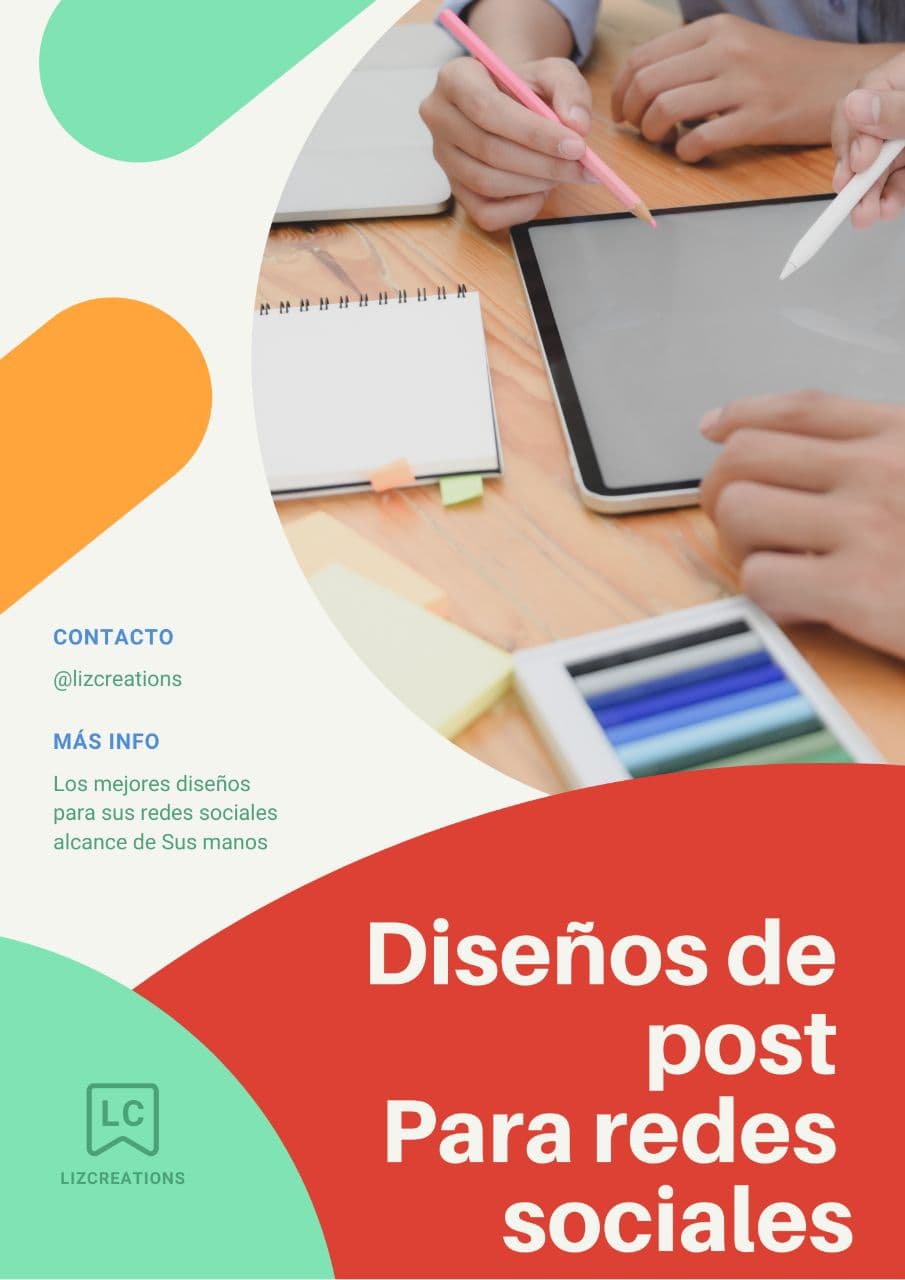 CONTACTO
@lizcreations
MÁS INFO
Los mejores diseños
para sus redes sociales
alcance de Sus manos
Diseños de
post
Para redes
sociales
LC
LIZCREATIONS